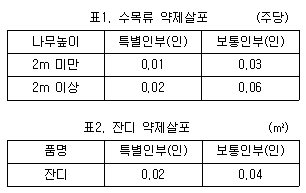 표1. 수목류 약제살포 (주당)
나무높이 특별인부(인) 보통인부(인)
2m 미만 0.01 0.03
2m 이상 0.02 0.06
표2. 잔디 약제살포 (㎡)
품명 특별인부(인) 보통인부(인)
잔디 0.02 0.04